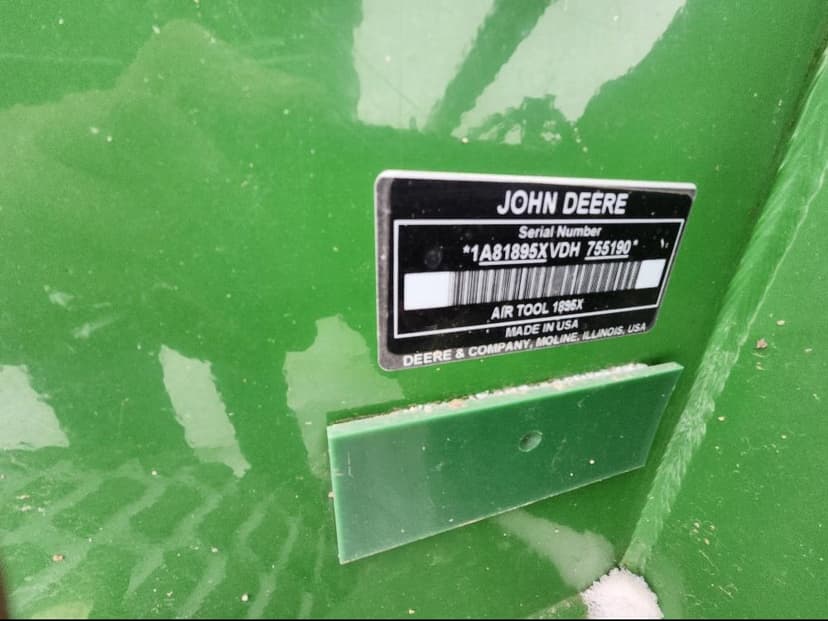 JOHN DEERE
Serial Number
*1A81895XVDH 755190*
AIR TOOL 1895X
MADE IN USA
DEERE & COMPANY, MOLINE, ILLINOIS, USA